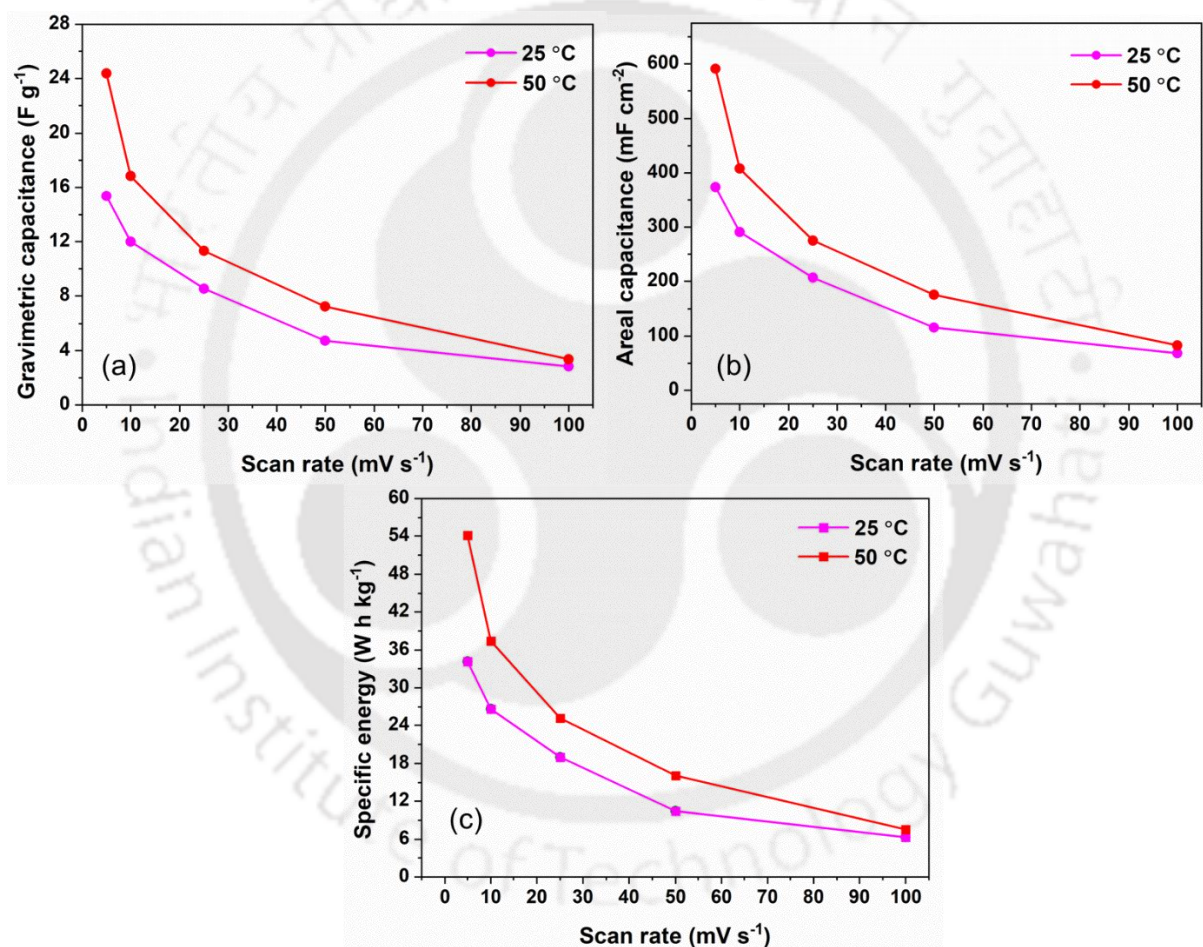 Gravimetric capacitance (F g⁻¹)
28
24
20
16
12
8
4
0
25 °C
50 °C
(a)
0 10 20 30 40 50 60 70 80 90 100
Scan rate (mV s⁻¹)
Areal capacitance (mF cm⁻²)
600
500
400
300
200
100
0
25 °C
50 °C
(b)
0 10 20 30 40 50 60 70 80 90 100
Scan rate (mV s⁻¹)
Specific energy (W h kg⁻¹)
60
54
48
42
36
30
24
18
12
6
0
25 °C
50 °C
(c)
0 10 20 30 40 50 60 70 80 90 100
Scan rate (mV s⁻¹)
Indian Institute of Technology Guwahati